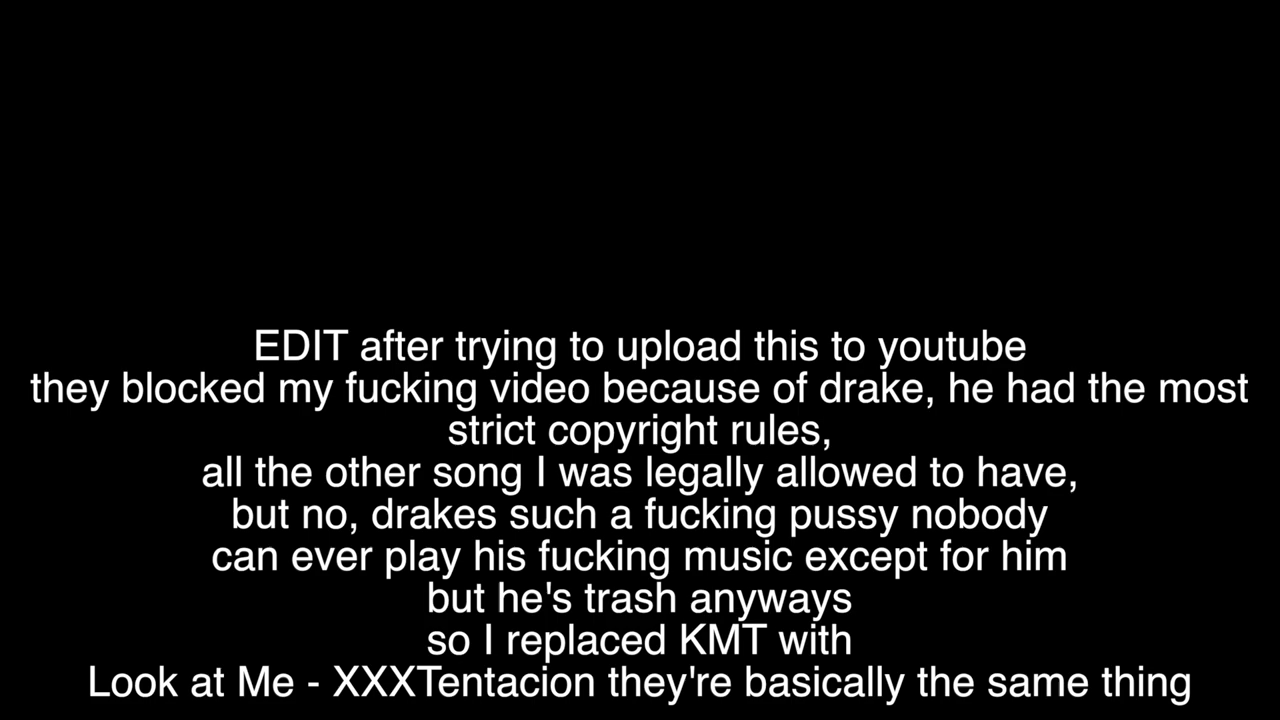 EDIT after trying to upload this to youtube
they blocked my fucking video because of drake, he had the most
strict copyright rules,
all the other song I was legally allowed to have,
but no, drakes such a fucking pussy nobody
can ever play his fucking music except for him
but he's trash anyways
so I replaced KMT with
Look at Me - XXXTentacion they're basically the same thing